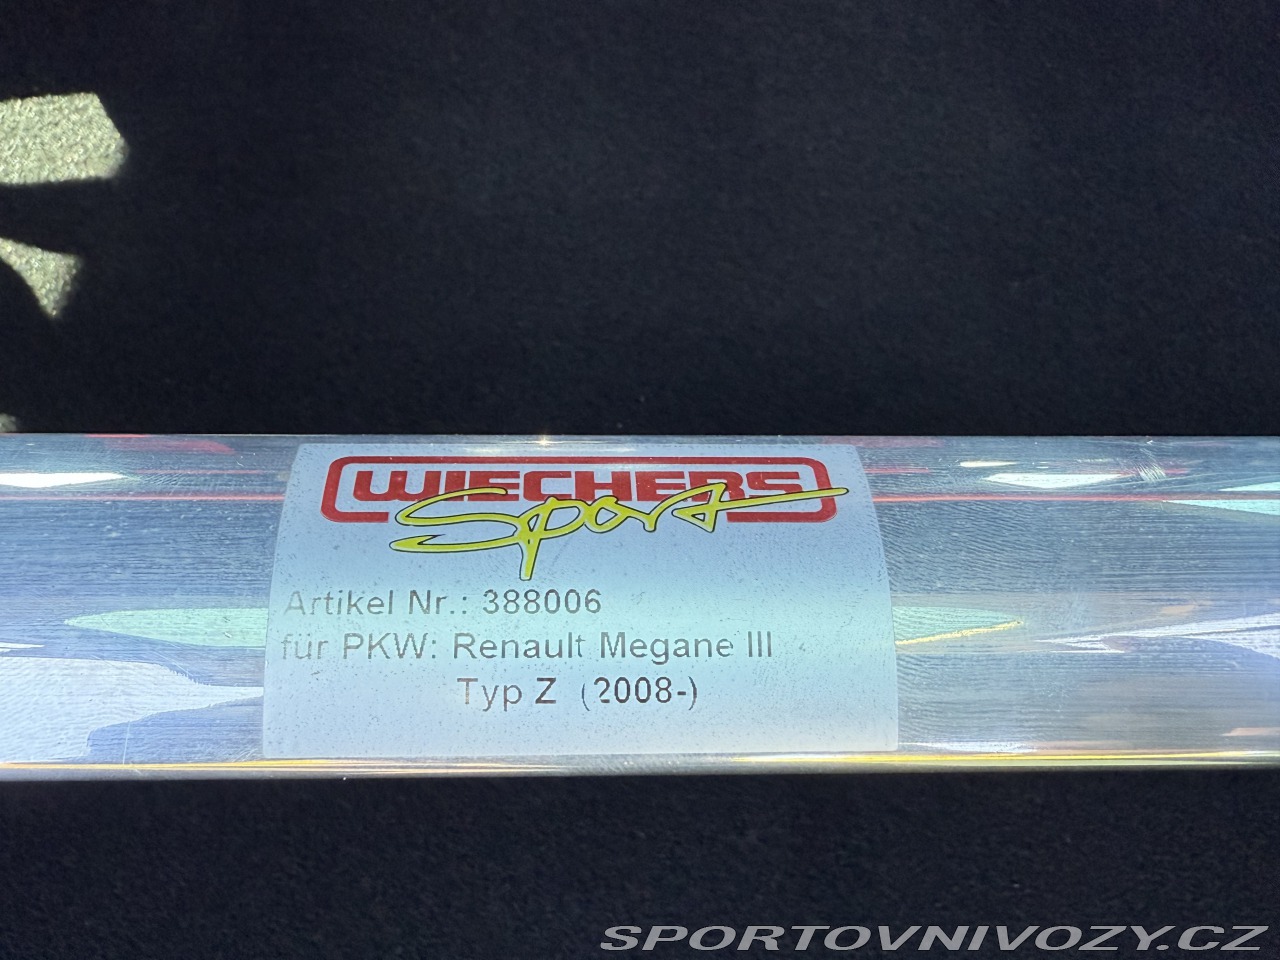 WIECHERS
Sport
Artikel Nr.: 388006
für PKW: Renault Megane III
Typ Z (2008-)
SPORTOVNIVOZY.CZ